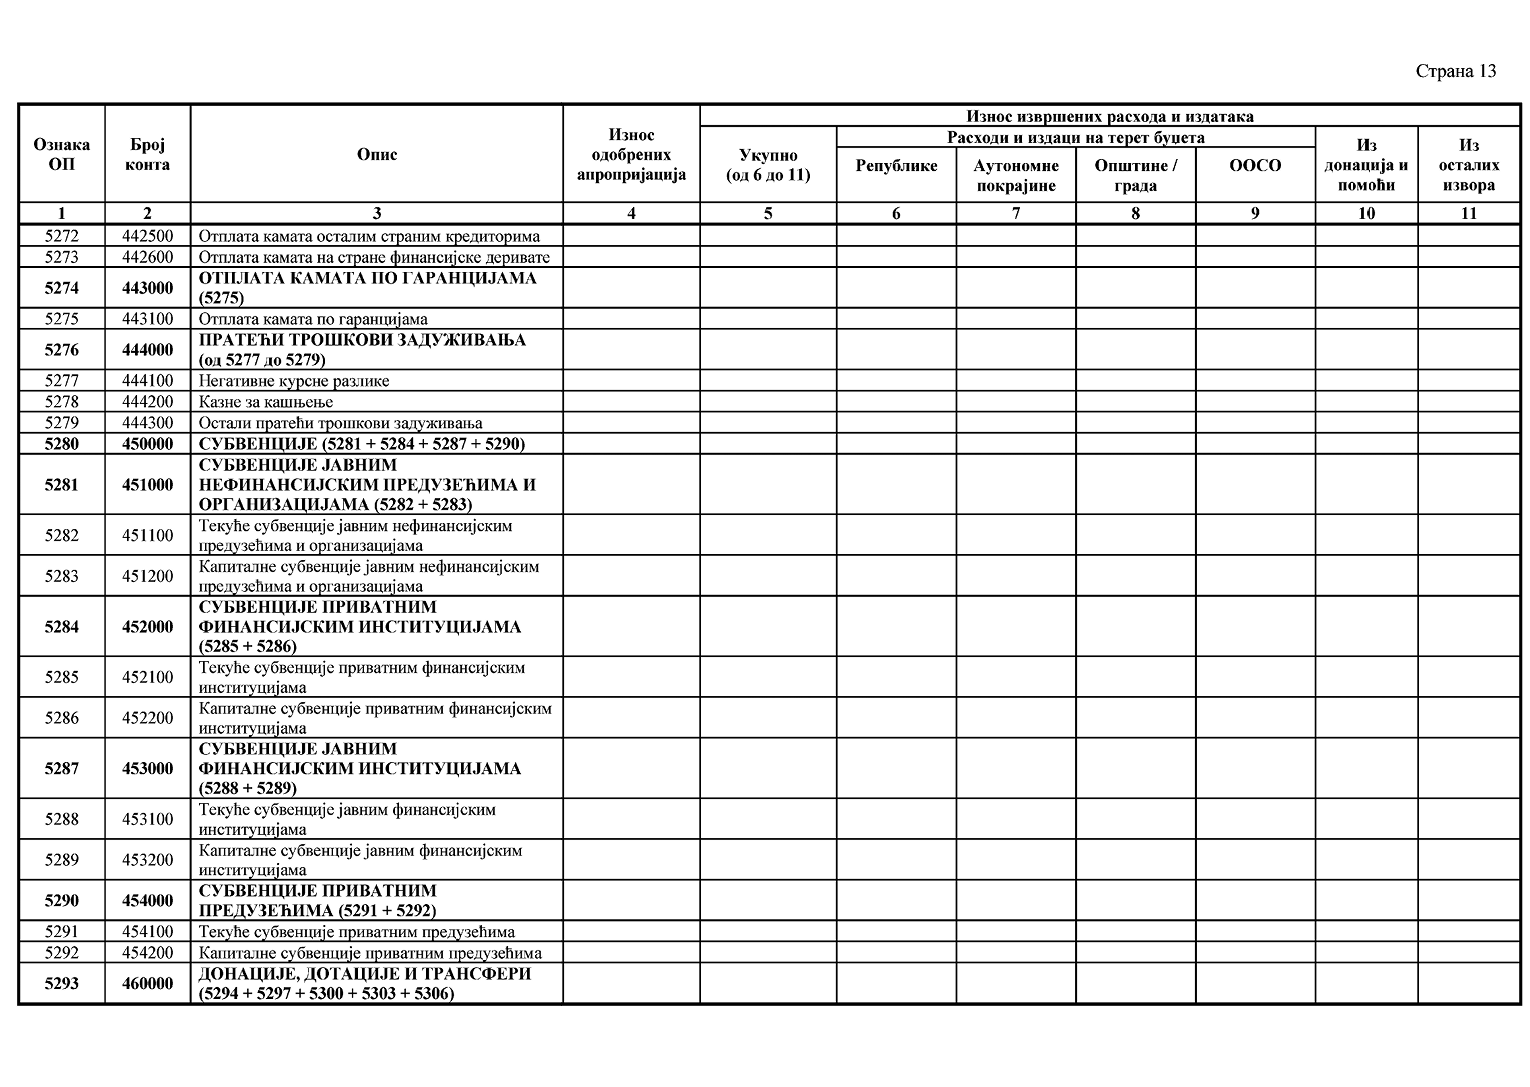 Страна 13
Ознака ОП
Број конта
Опис
Износ одобрених апропријација
Износ извршених расхода и издатака
Укупно (од 6 до 11)
Расходи и издаци на терет буџета
Републике
Аутономне покрајине
Општине / града
ООСО
Из донација и помоћи
Из осталих извора
1 2 3 4 5 6 7 8 9 10 11
5272 442500 Отплата камата осталим страним кредиторима
5273 442600 Отплата камата на стране финансијске деривате
5274 443000 ОТПЛАТА КАМАТА ПО ГАРАНЦИЈАМА
(5275)
5275 443100 Отплата камата по гаранцијама
5276 444000 ПРАТЕЋИ ТРОШКОВИ ЗАДУЖИВАЊА
(од 5277 до 5279)
5277 444100 Негативне курсне разлике
5278 444200 Казне за кашњење
5279 444300 Остали пратећи трошкови задуживања
5280 450000 СУБВЕНЦИЈЕ (5281 + 5284 + 5287 + 5290)
5281 451000 СУБВЕНЦИЈЕ ЈАВНИМ
НЕФИНАНСИЈСКИМ ПРЕДУЗЕЋИМА И
ОРГАНИЗАЦИЈАМА (5282 + 5283)
5282 451100 Текуће субвенције јавним нефинансијским
предузећима и организацијама
5283 451200 Капиталне субвенције јавним нефинансијским
предузећима и организацијама
5284 452000 СУБВЕНЦИЈЕ ПРИВАТНИМ
ФИНАНСИЈСКИМ ИНСТИТУЦИЈАМА
(5285 + 5286)
5285 452100 Текуће субвенције приватним финансијским
институцијама
5286 452200 Капиталне субвенције приватним финансијским
институцијама
5287 453000 СУБВЕНЦИЈЕ ЈАВНИМ
ФИНАНСИЈСКИМ ИНСТИТУЦИЈАМА
(5288 + 5289)
5288 453100 Текуће субвенције јавним финансијским
институцијама
5289 453200 Капиталне субвенције јавним финансијским
институцијама
5290 454000 СУБВЕНЦИЈЕ ПРИВАТНИМ
ПРЕДУЗЕЋИМА (5291 + 5292)
5291 454100 Текуће субвенције приватним предузећима
5292 454200 Капиталне субвенције приватним предузећима
5293 460000 ДОНАЦИЈЕ, ДОТАЦИЈЕ И ТРАНСФЕРИ
(5294 + 5297 + 5300 + 5303 + 5306)